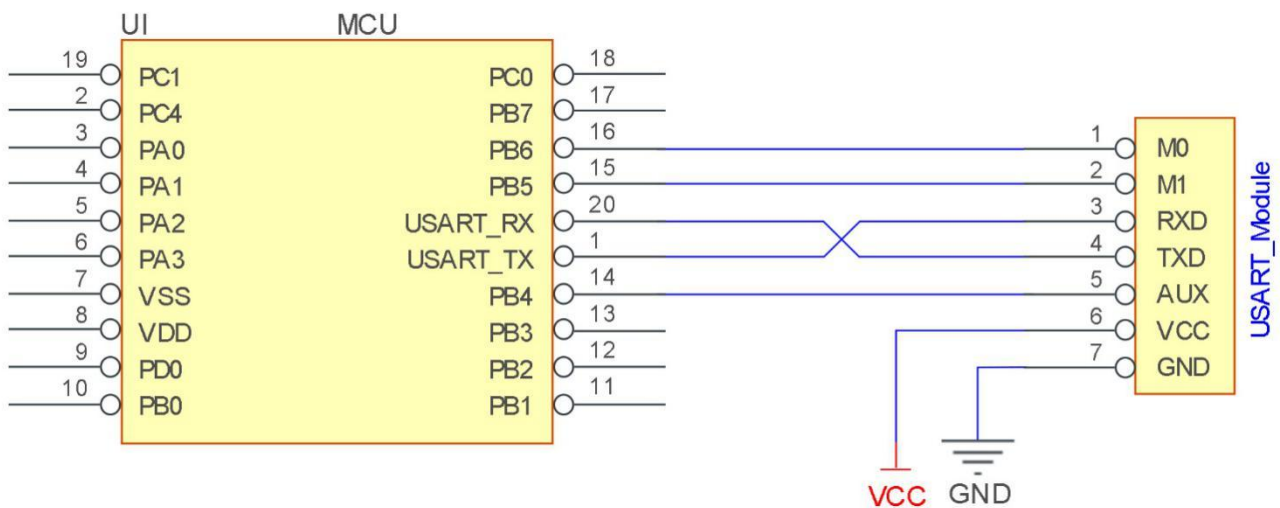 UI MCU
19 PC1 PC0 18
2 PC4 PB7 17
3 PA0 PB6 16 1 M0
4 PA1 PB5 15 2 M1
5 PA2 USART_RX 20 3 RXD
6 PA3 USART_TX 1 4 TXD
7 VSS PB4 14 5 AUX
8 VDD PB3 13 6 VCC
9 PD0 PB2 12 7 GND
10 PB0 PB1 11
USART_Module
VCC GND